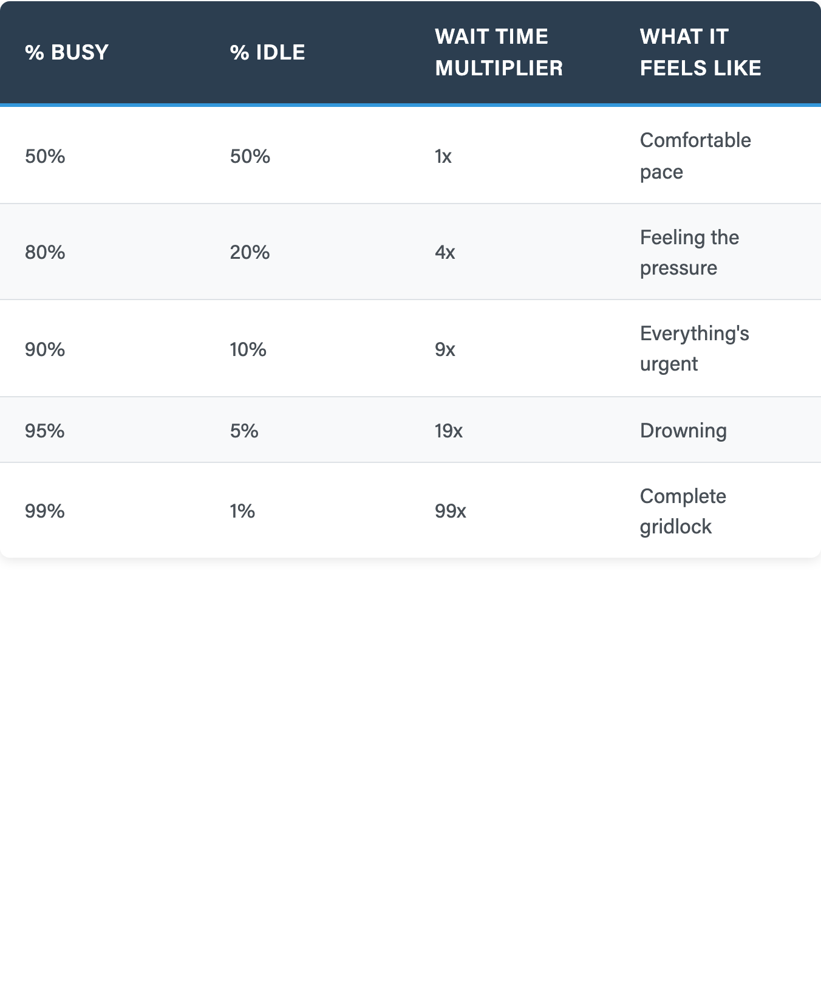 % BUSY
% IDLE
WAIT TIME
MULTIPLIER
WHAT IT
FEELS LIKE
50%
50%
1x
Comfortable
pace
80%
20%
4x
Feeling the
pressure
90%
10%
9x
Everything's
urgent
95%
5%
19x
Drowning
99%
1%
99x
Complete
gridlock